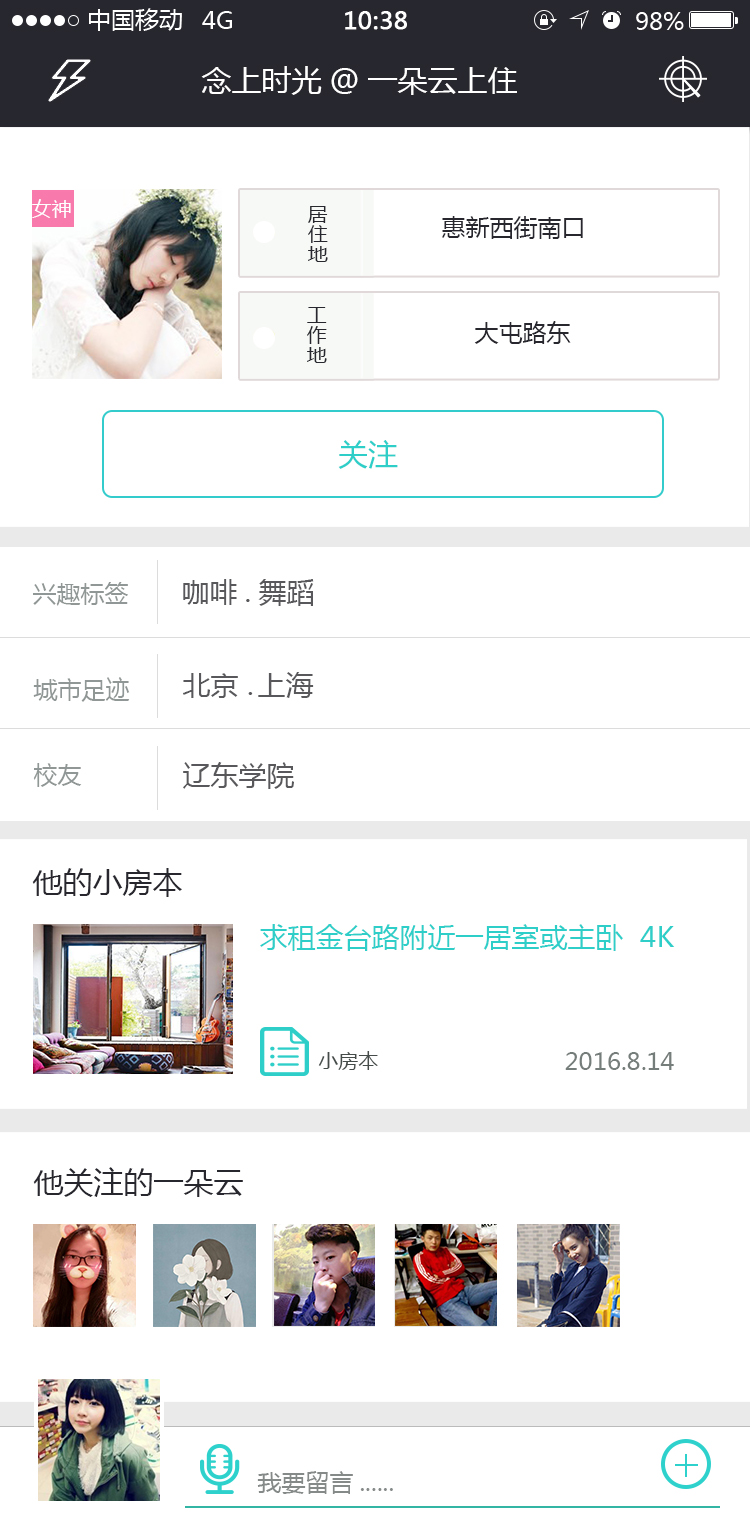 中国移动 4G 10:38 98%
念上时光 @ 一朵云上住
女神
居住地
惠新西街南口
工作地
大屯路东
关注
兴趣标签 咖啡 . 舞蹈
城市足迹 北京 . 上海
校友 辽东学院
他的小房本
求租金台路附近一居室或主卧 4K
小房本 2016.8.14
他关注的一朵云
我要留言 ......